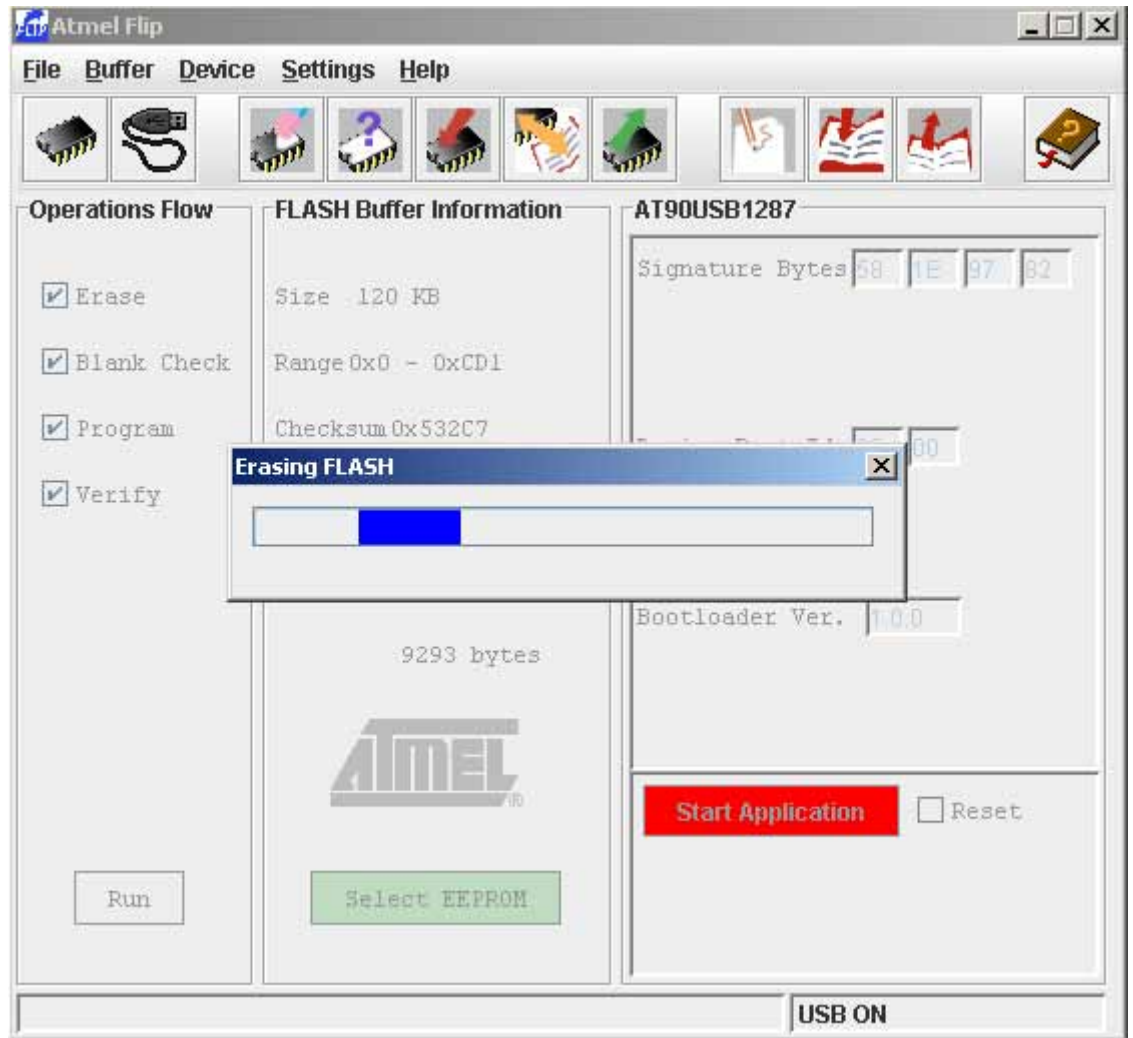 Atmel Flip
File Buffer Device Settings Help
Operations Flow
Erase
Blank Check
Program
Verify
Run
FLASH Buffer Information
Size 120 KB
Range 0x0 - 0xCD1
Checksum 0x532C7
9293 bytes
ATMEL
Select EEPROM
AT90USB1287
Signature Bytes 58 1E 97 82
00
Bootloader Ver. 1.0.0
Start Application Reset
Erasing FLASH
USB ON